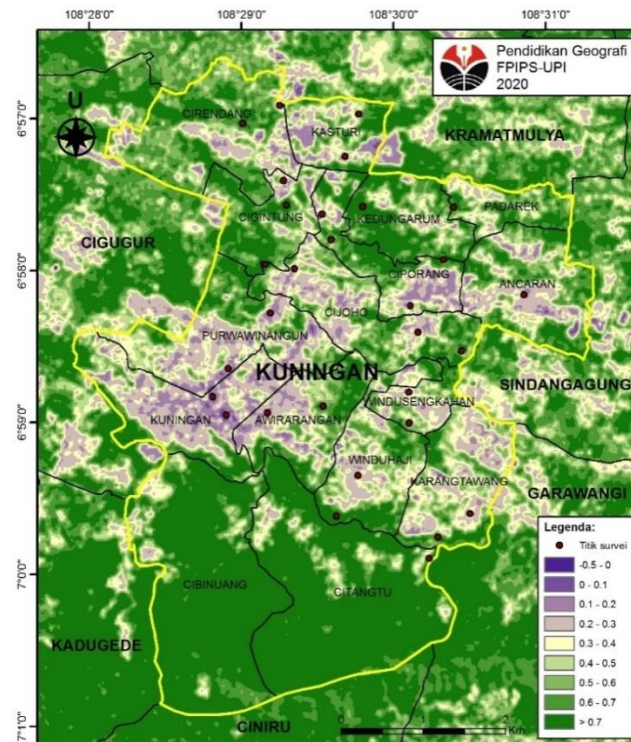 108°28'0"E 108°29'0"E 108°30'0"E 108°31'0"E
Pendidikan Geografi
FPIPS-UPI
2020
U
6°57'0"
6°58'0"
6°59'0"
7°0'0"
7°1'0"
CIRENDANG
KASTURI
KRAMATMULYA
CIGINTUNG
KEDUNGARUM
PADAREK
CIGUGUR
CIPORANG
ANCARAN
CIJOHO
PURWAWINANGUN
KUNINGAN
SINDANGAGUNG
WINDUSENGKAHAN
KUNINGAN
AWIRARANGAN
WINDUHAJI
KARANGTAWANG
GARAWANGI
CIBINUANG
CITANGTU
KADUGEDE
CINIRU
Legenda:
Titik survei
-0.5 - 0
0 - 0.1
0.1 - 0.2
0.2 - 0.3
0.3 - 0.4
0.4 - 0.5
0.5 - 0.6
0.6 - 0.7
> 0.7
0 1 2
Km